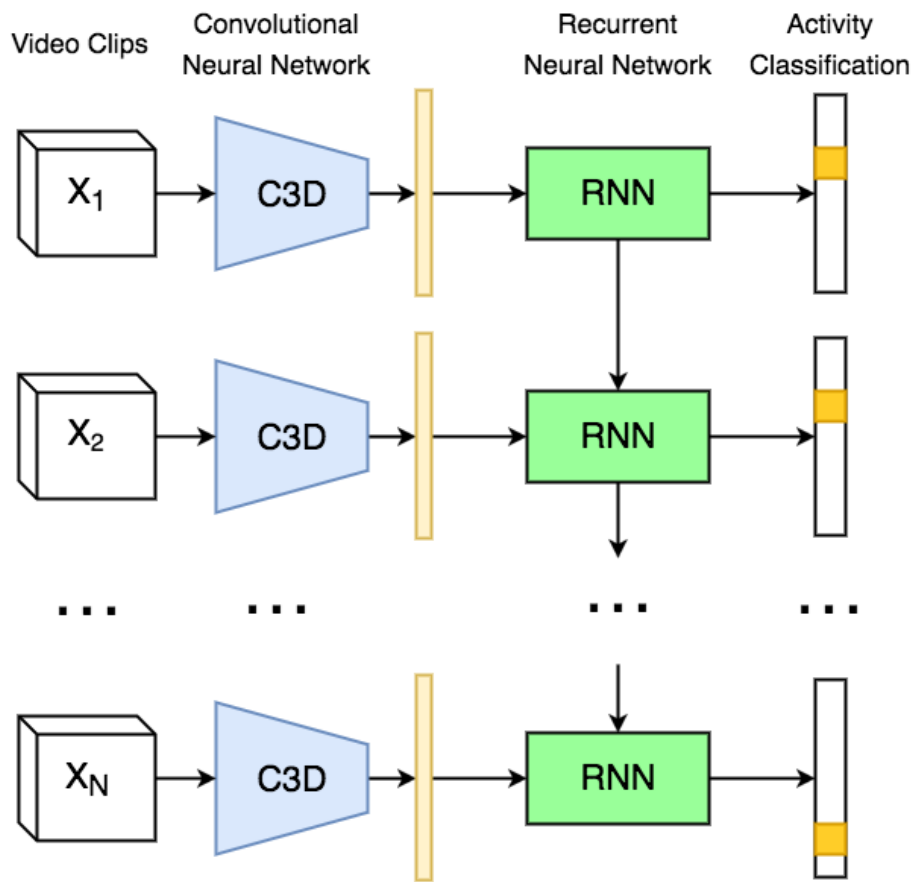 Video Clips
Convolutional
Neural Network
Recurrent
Neural Network
Activity
Classification
X1
C3D
RNN
X2
C3D
RNN
... ... ... ...
XN
C3D
RNN